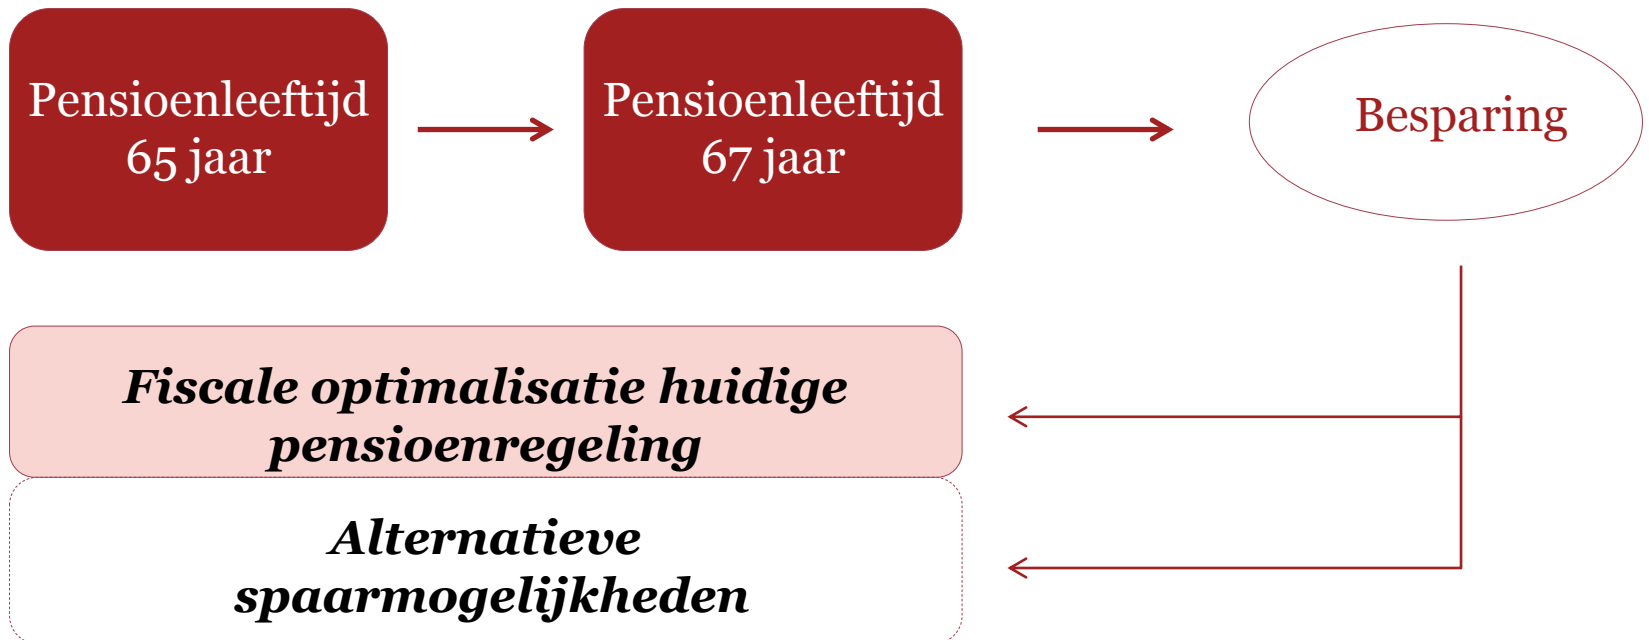 Pensioenleeftijd
65 jaar
Pensioenleeftijd
67 jaar
Besparing
Fiscale optimalisatie huidige
pensioenregeling
Alternatieve
spaarmogelijkheden